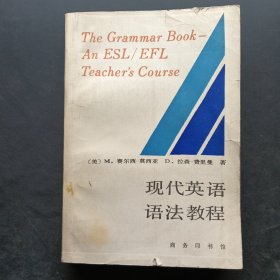 The Grammar Book—
An ESL/EFL
Teacher's Course
(美) M。赛尔西-莫西亚 D。拉森-费里曼 著
现代英语
语法教程
商务印书馆